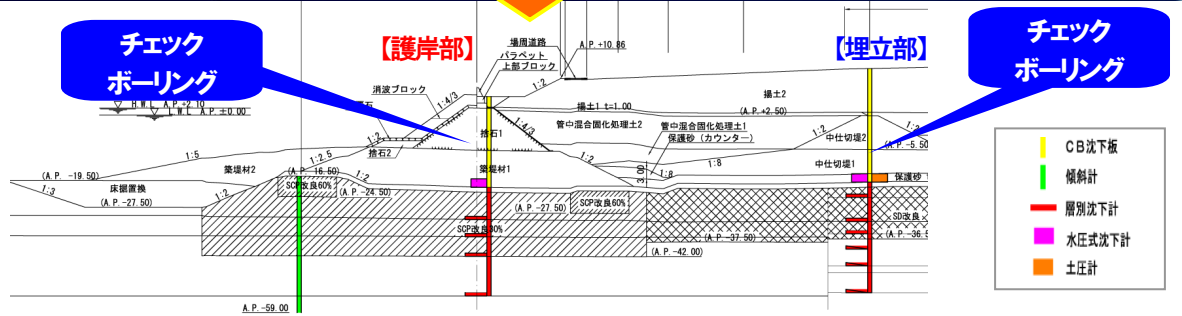 チェック
ボーリング
【護岸部】
場周道路
パラペット
上部ブロック
A.P.+10.86
【埋立部】
チェック
ボーリング
消波ブロック
1:4/3
1:2
揚土2
H.W.L A.P+2.10
L.W.L A.P.±0.00
揚土1 t=1.00
(A.P.+2.50)
捨石1
1:4/3
管中混合固化処理土2
管中混合固化処理土1
保護砂(カウンター)
1:2
中仕切堤2
(A.P.-5.50
1:2
捨石2
1:5
1:2.5
築堤材2
築堤材1
1:2
1:8
中仕切堤1
3.00
1:8
保護砂
(A.P. -19.50)
(A.P.-16.50)
1:2
床掘置換
1:3
(A.P.-27.50)
1:2
SCP改良60%
(A.P.-24.50)
(A.P.-27.50)
SCP改良60%
SD改良
(A.P.-37.50)
(A.P.-42.00)
A.P.-59.00
CB沈下板
傾斜計
層別沈下計
水圧式沈下計
土圧計